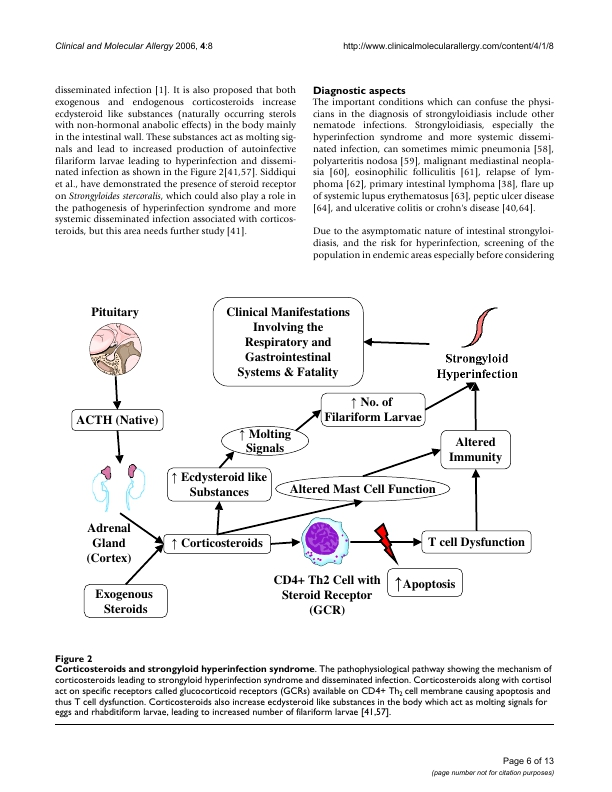 Clinical and Molecular Allergy 2006, 4:8
http://www.clinicalmolecularallergy.com/content/4/1/8
disseminated infection [1]. It is also proposed that both
exogenous and endogenous corticosteroids increase
ecdysteroid like substances (naturally occurring sterols
with non-hormonal anabolic effects) in the body mainly
in the intestinal wall. These substances act as molting sig-
nals and lead to increased production of autoinfective
filariform larvae leading to hyperinfection and dissemi-
nated infection as shown in the Figure 2[41,57]. Siddiqui
et al., have demonstrated the presence of steroid receptor
on Strongyloides stercoralis, which could also play a role in
the pathogenesis of hyperinfection syndrome and more
systemic disseminated infection associated with corticos-
teroids, but this area needs further study [41].
Diagnostic aspects
The important conditions which can confuse the physi-
cians in the diagnosis of strongyloidiasis include other
nematode infections. Strongyloidiasis, especially the
hyperinfection syndrome and more systemic dissemi-
nated infection, can sometimes mimic pneumonia [58],
polyarteritis nodosa [59], malignant mediastinal neopla-
sia [60], eosinophilic folliculitis [61], relapse of lym-
phoma [62], primary intestinal lymphoma [38], flare up
of systemic lupus erythematosus [63], peptic ulcer disease
[64], and ulcerative colitis or crohn's disease [40,64].
Due to the asymptomatic nature of intestinal strongyloi-
diasis, and the risk for hyperinfection, screening of the
population in endemic areas especially before considering
Pituitary
Clinical Manifestations
Involving the
Respiratory and
Gastrointestinal
Systems & Fatality
Strongyloid
Hyperinfection
↑ No. of
Filariform Larvae
ACTH (Native)
↑ Molting
Signals
Altered
Immunity
↑ Ecdysteroid like
Substances
Altered Mast Cell Function
Adrenal
Gland
(Cortex)
↑ Corticosteroids
T cell Dysfunction
CD4+ Th2 Cell with
Steroid Receptor
(GCR)
↑Apoptosis
Exogenous
Steroids
Figure 2
Corticosteroids and strongyloid hyperinfection syndrome. The pathophysiological pathway showing the mechanism of
corticosteroids leading to strongyloid hyperinfection syndrome and disseminated infection. Corticosteroids along with cortisol
act on specific receptors called glucocorticoid receptors (GCRs) available on CD4+ Th2 cell membrane causing apoptosis and
thus T cell dysfunction. Corticosteroids also increase ecdysteroid like substances in the body which act as molting signals for
eggs and rhabditiform larvae, leading to increased number of filariform larvae [41,57].
Page 6 of 13
(page number not for citation purposes)